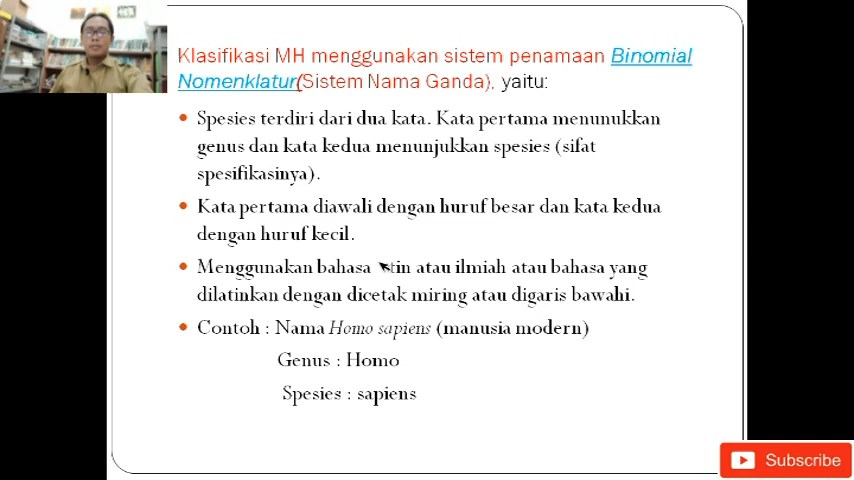 Klasifikasi MH menggunakan sistem penamaan Binomial
Nomenklatur(Sistem Nama Ganda), yaitu:
• Spesies terdiri dari dua kata. Kata pertama menunukkan
genus dan kata kedua menunjukkan spesies (sifat
spesifikasinya).
• Kata pertama diawali dengan huruf besar dan kata kedua
dengan huruf kecil.
• Menggunakan bahasa atau ilmiah atau bahasa yang
dilatinkan dengan dicetak miring atau digaris bawahi.
• Contoh : Nama Homo sapiens (manusia modern)
Genus : Homo
Spesies : sapiens
Subscribe